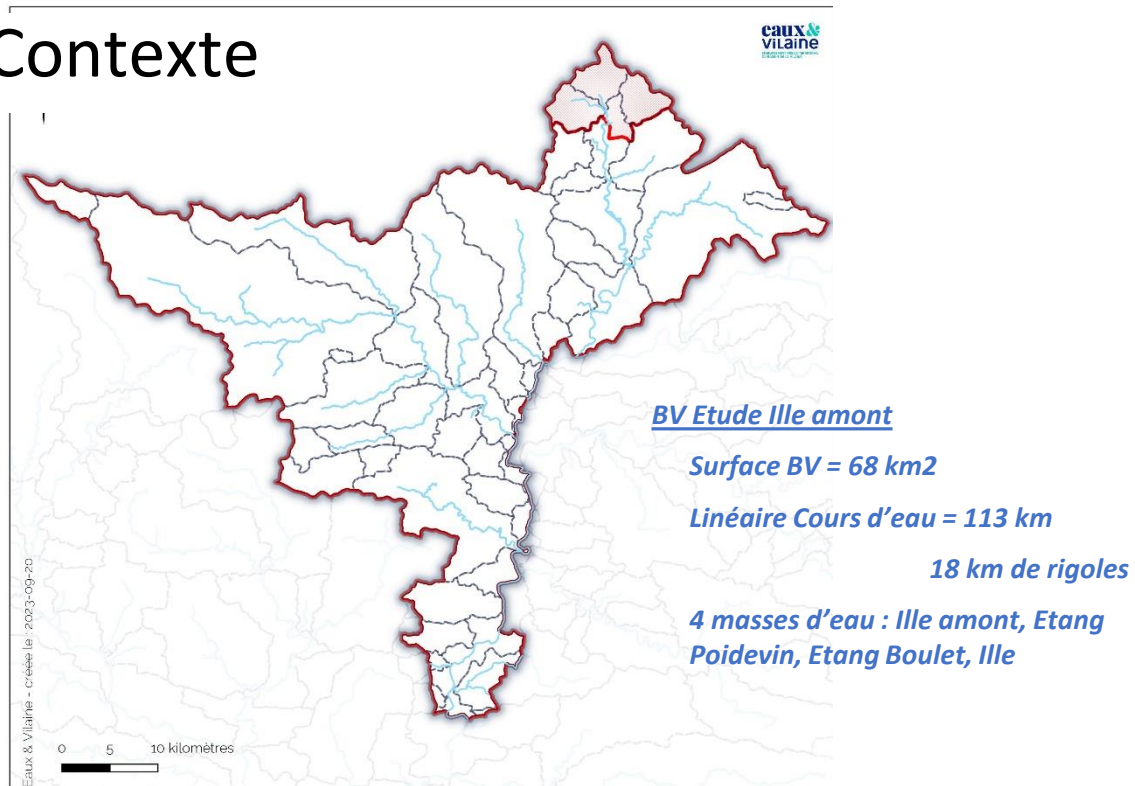 Contexte
eaux&
Vilaine
BV Etude Ille amont
Surface BV = 68 km2
Linéaire Cours d'eau = 113 km
18 km de rigoles
4 masses d'eau : Ille amont, Etang
Poidevin, Etang Boulet, Ille
Eaux & Vilaine - créée le : 2023-09-20
0 5 10 kilomètres